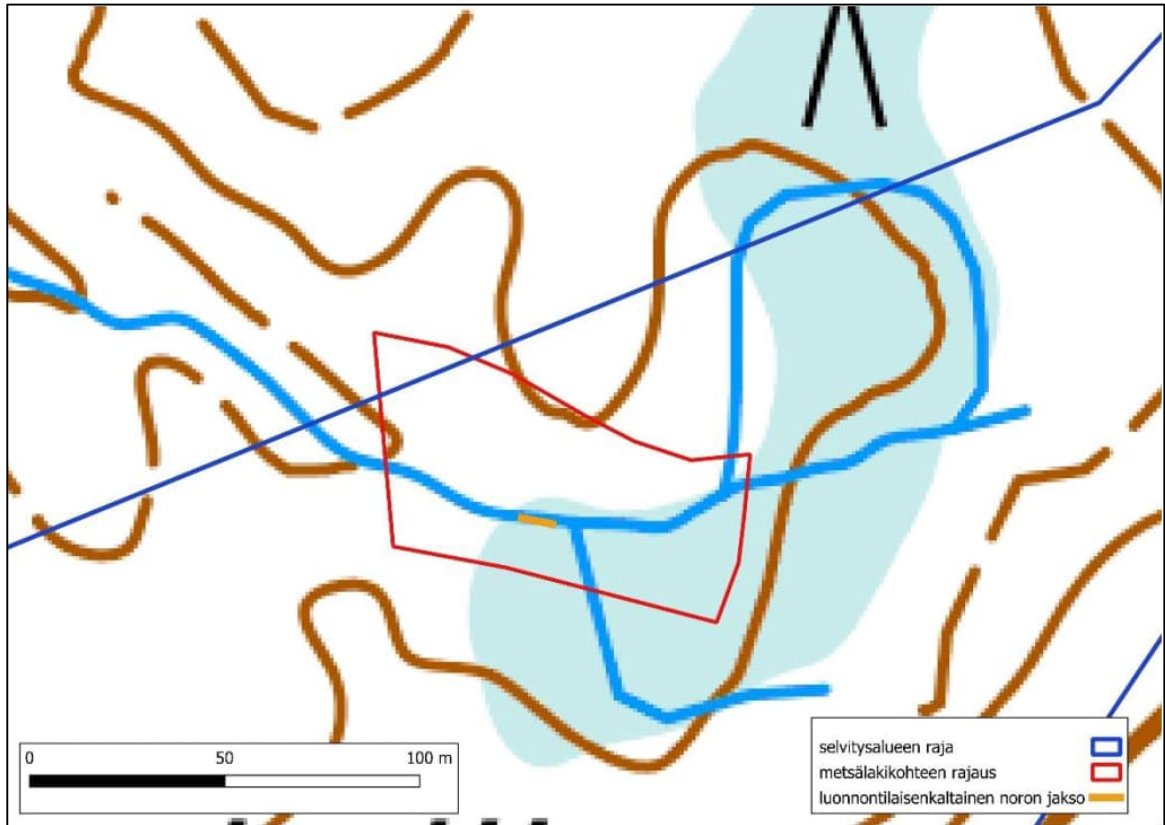 0 50 100 m
selvitysalueen raja
metsälakikohteen rajaus
luonnontilaisenkaltainen noron jakso